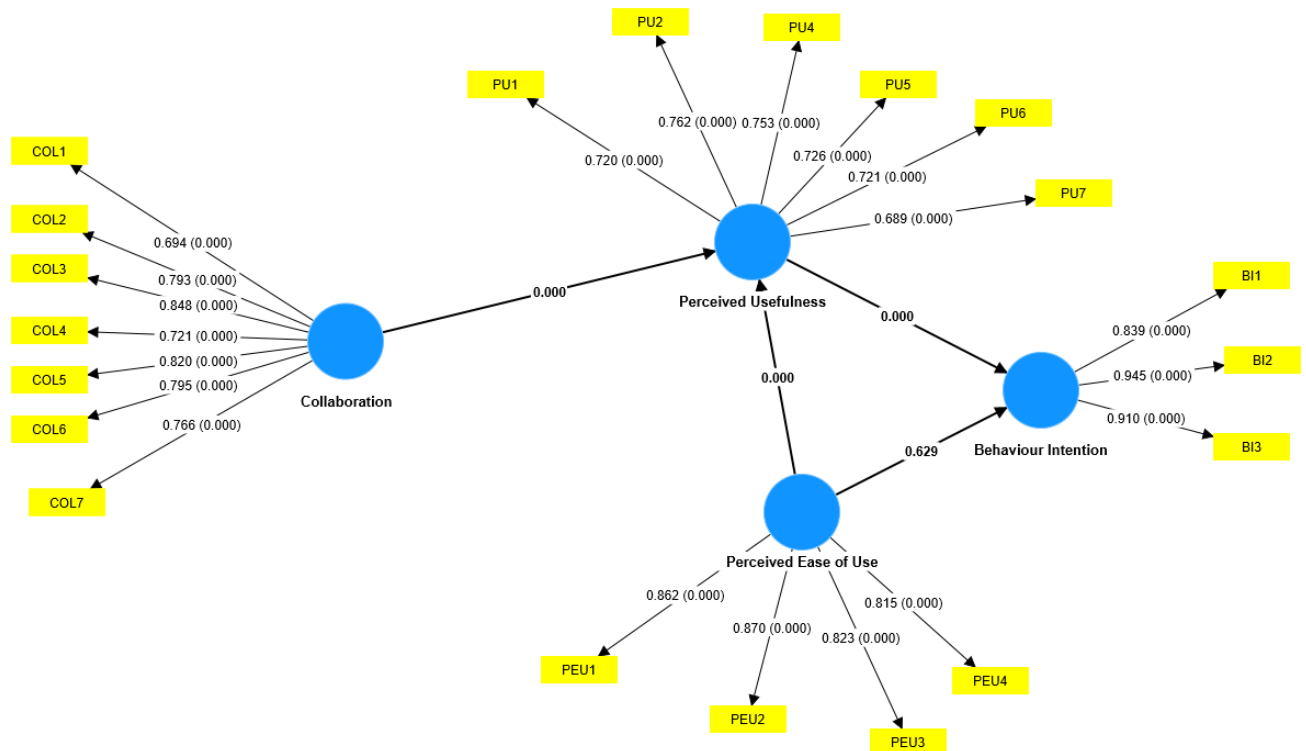 PU2
PU4
PU1
PU5
PU6
PU7
0.762 (0.000)
0.753 (0.000)
0.720 (0.000)
0.726 (0.000)
0.721 (0.000)
0.689 (0.000)
Perceived Usefulness
COL1
COL2
COL3
COL4
COL5
COL6
COL7
0.694 (0.000)
0.793 (0.000)
0.848 (0.000)
0.721 (0.000)
0.820 (0.000)
0.795 (0.000)
0.766 (0.000)
Collaboration
0.000
0.000
0.000
0.629
BI1
BI2
BI3
0.839 (0.000)
0.945 (0.000)
0.910 (0.000)
Behaviour Intention
Perceived Ease of Use
0.862 (0.000)
0.870 (0.000)
0.823 (0.000)
0.815 (0.000)
PEU1
PEU2
PEU3
PEU4